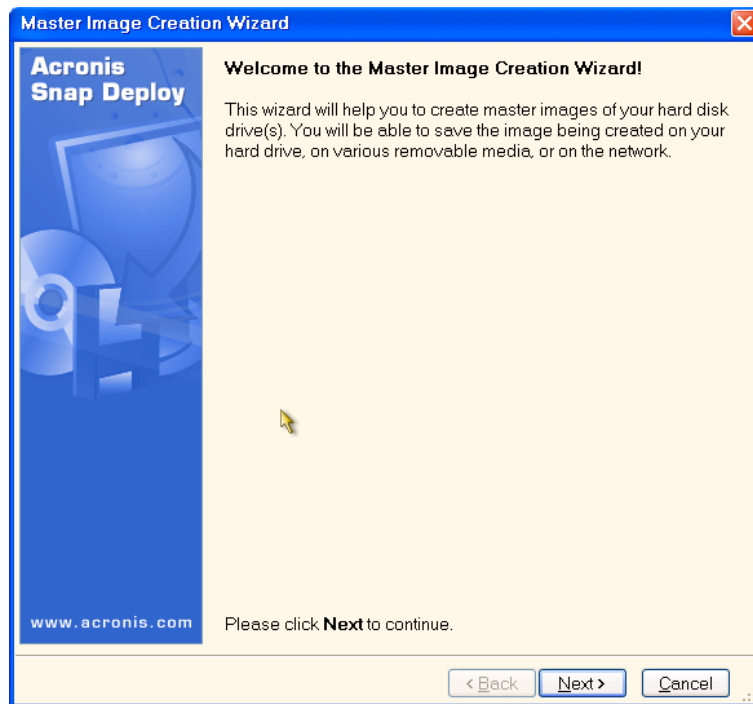 Master Image Creation Wizard
Acronis
Snap Deploy
Welcome to the Master Image Creation Wizard!
This wizard will help you to create master images of your hard disk
drive(s). You will be able to save the image being created on your
hard drive, on various removable media, or on the network.
www.acronis.com
Please click Next to continue.
< Back
Next >
Cancel